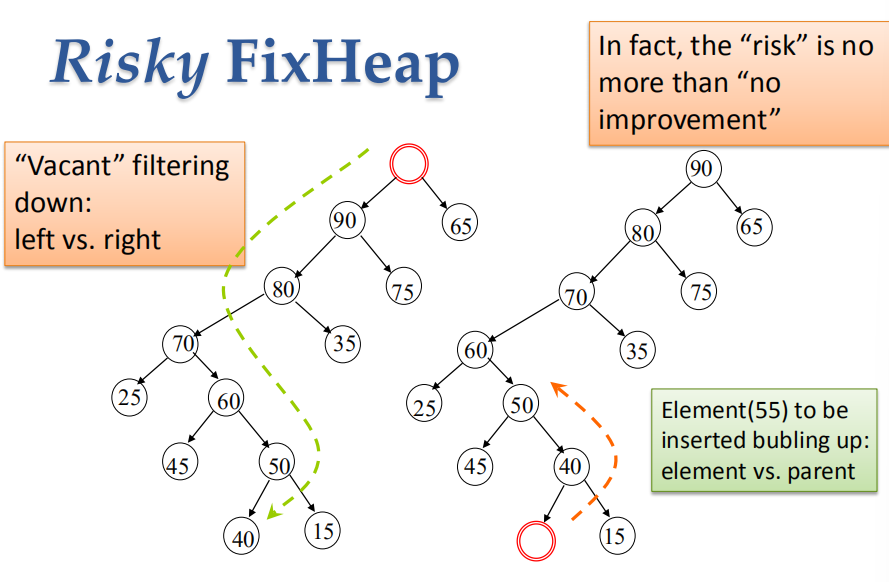 Risky FixHeap
In fact, the “risk” is no
more than “no
improvement”
“Vacant” filtering
down:
left vs. right
90
65
80
75
70
35
25
60
45
50
40
15
90
80
65
70
75
60
35
25
50
45
40
15
Element(55) to be
inserted bubling up:
element vs. parent